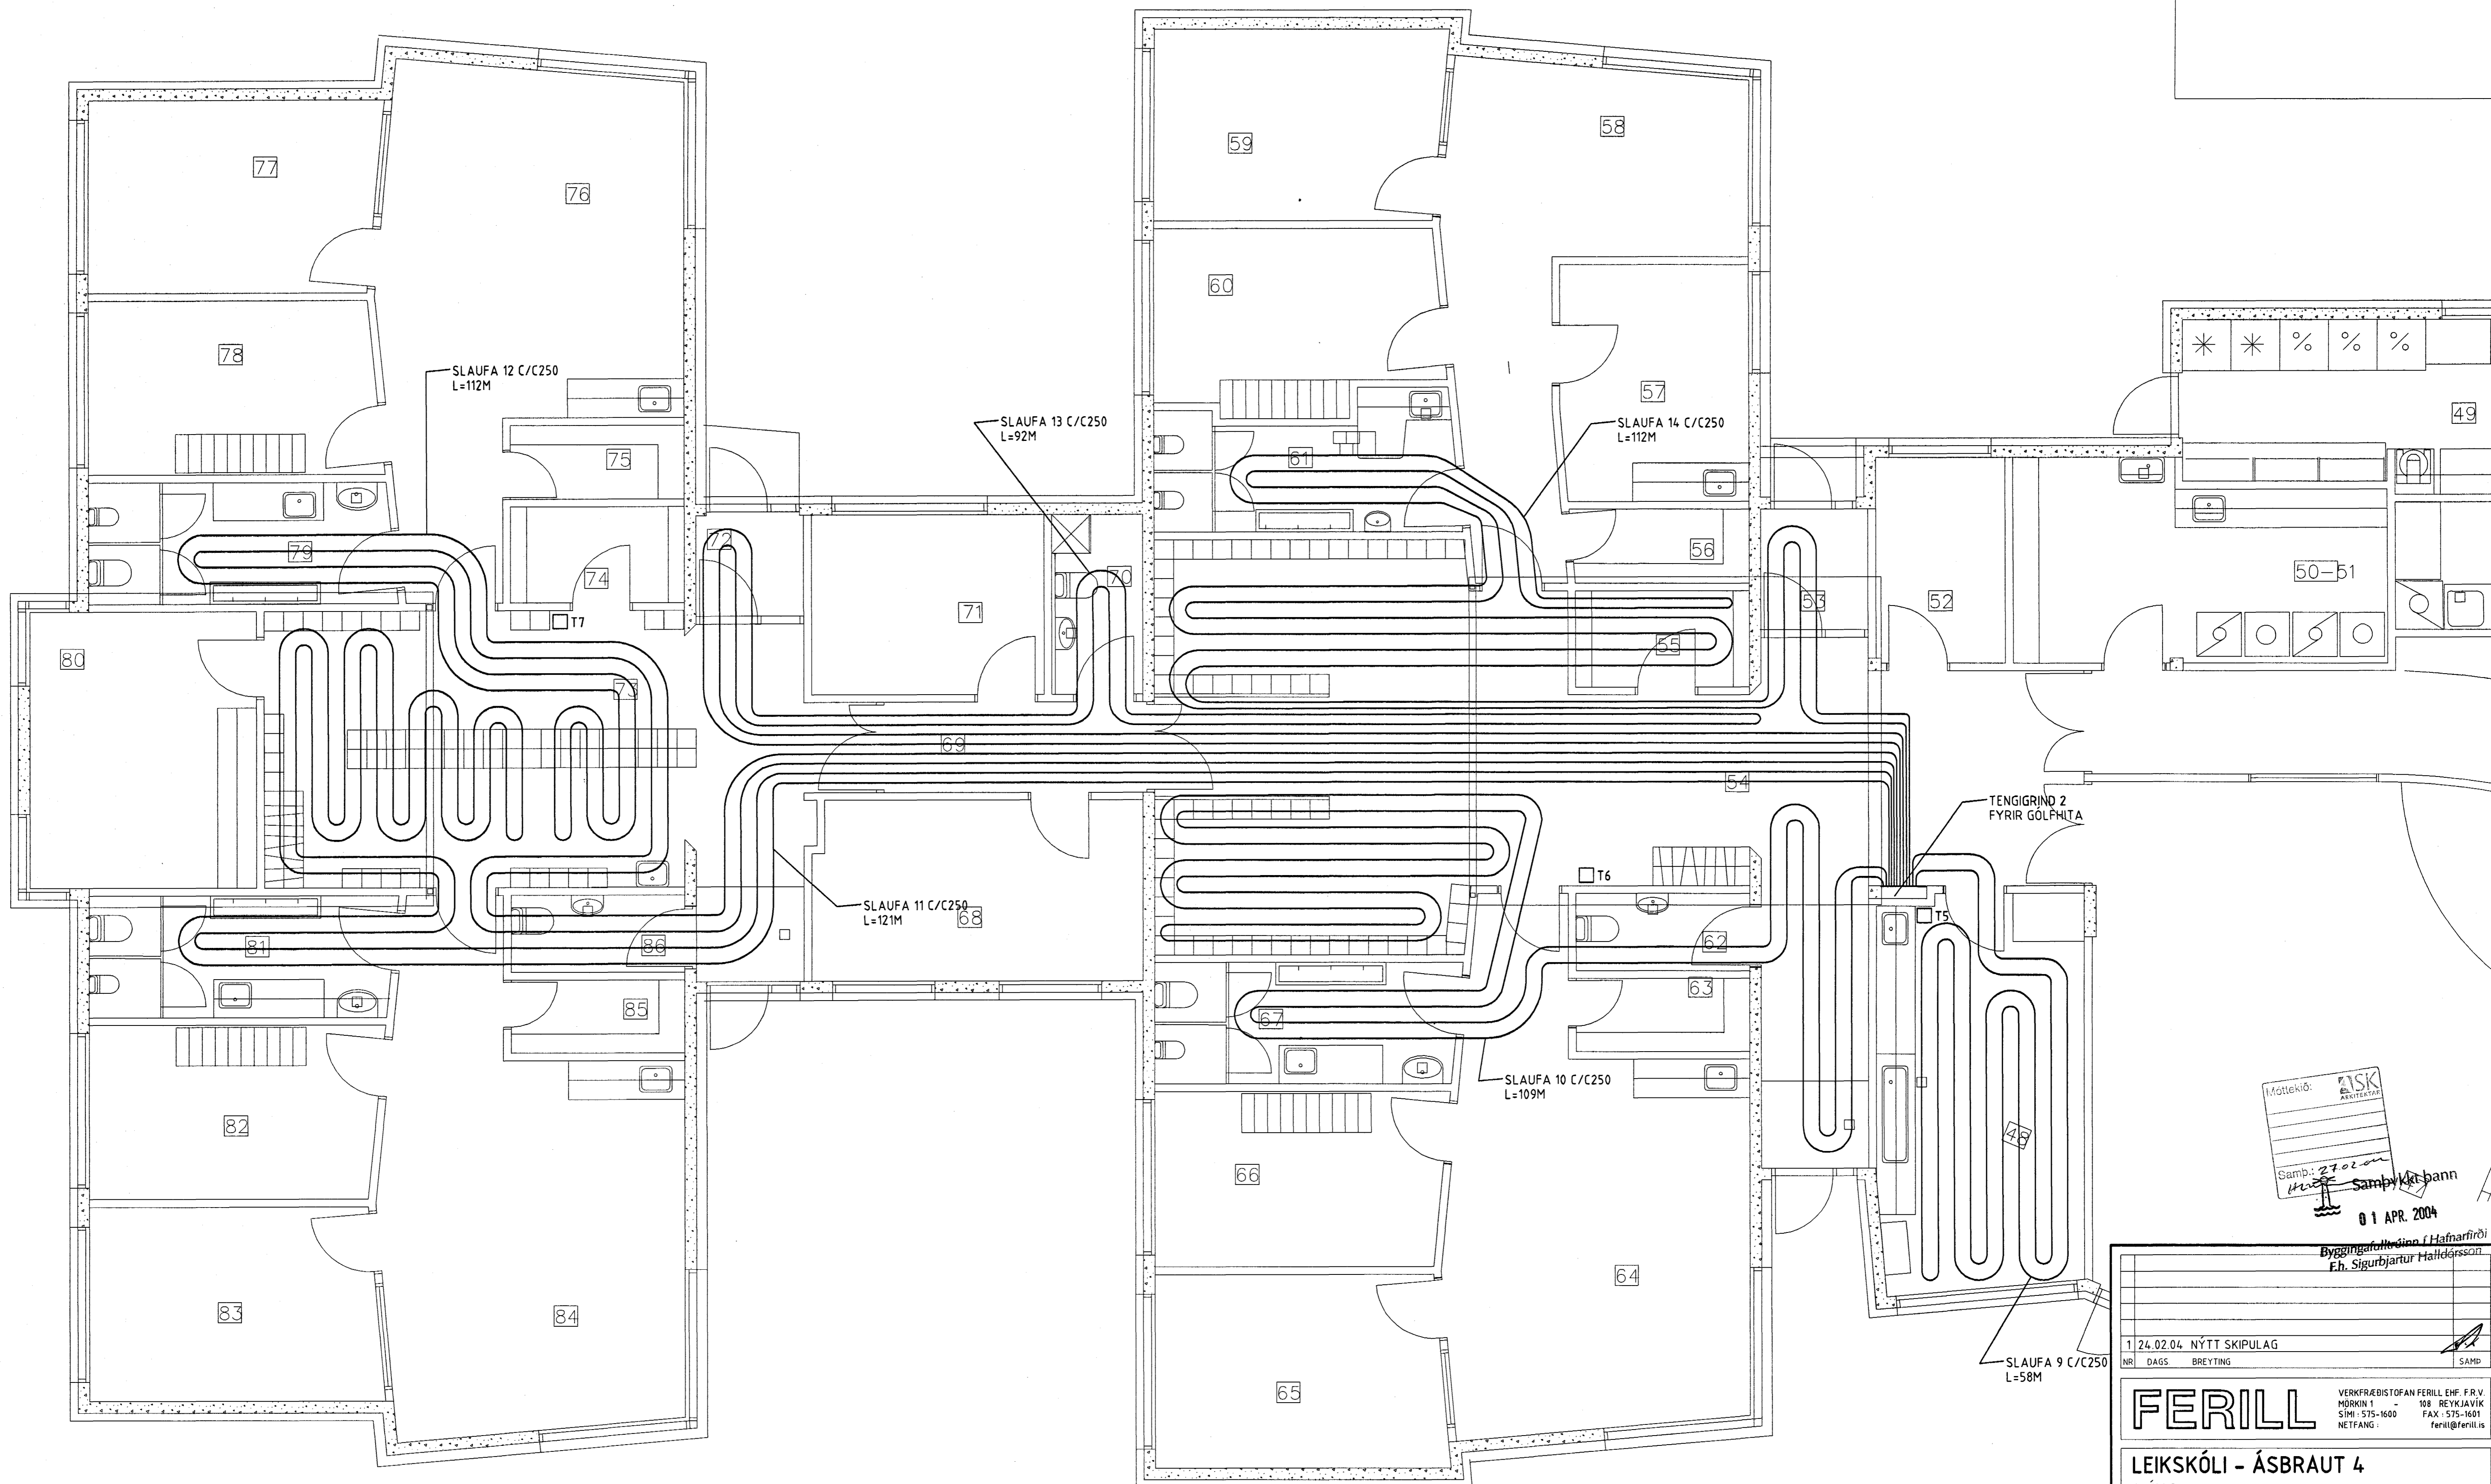 59
58
77
76
60
78
57
49
SLAUFA 12 C/C250
L=112M
SLAUFA 13 C/C250
L=92M
SLAUFA 14 C/C250
L=112M
75
61
79
72
70
56
50-51
74
71
53
52
T7
80
55
73
69
54
TENGIGRIND 2
FYRIR GÓLFHITA
T6
SLAUFA 11 C/C250
L=121M
68
T5
81
86
62
85
63
67
SLAUFA 10 C/C250
L=109M
82
48
66
83
84
64
65
SLAUFA 9 C/C250
L=58M
Móttekið:
ASK
ARKITEKTAR
Samb.: 27.02.04
Samþykkt þann
01 APR. 2004
Byggingafulltrúinn í Hafnarfirði
F.h. Sigurbjartur Halldórsson
1 24.02.04 NÝTT SKIPULAG
NR DAGS BREYTING SAMÞ
FERILL
VERKFRÆÐISTOFAN FERILL EHF. F.R.V.
MÖRKIN 1 - 108 REYKJAVÍK
SÍMI : 575-1600 FAX : 575-1601
NETFANG : ferill@ferill.is
LEIKSKÓLI - ÁSBRAUT 4